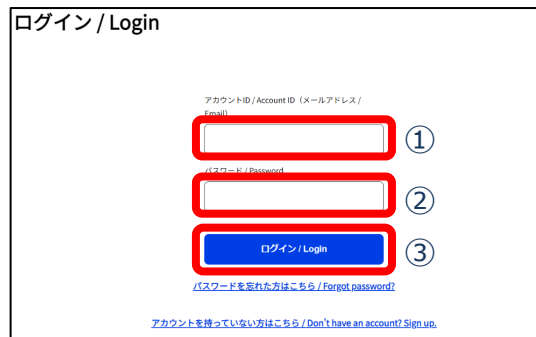 ログイン / Login
アカウントID / Account ID（メールアドレス /
Email）
①
パスワード / Password
②
ログイン / Login
③
パスワードを忘れた方はこちら / Forgot password?
アカウントを持っていない方はこちら / Don't have an account? Sign up.